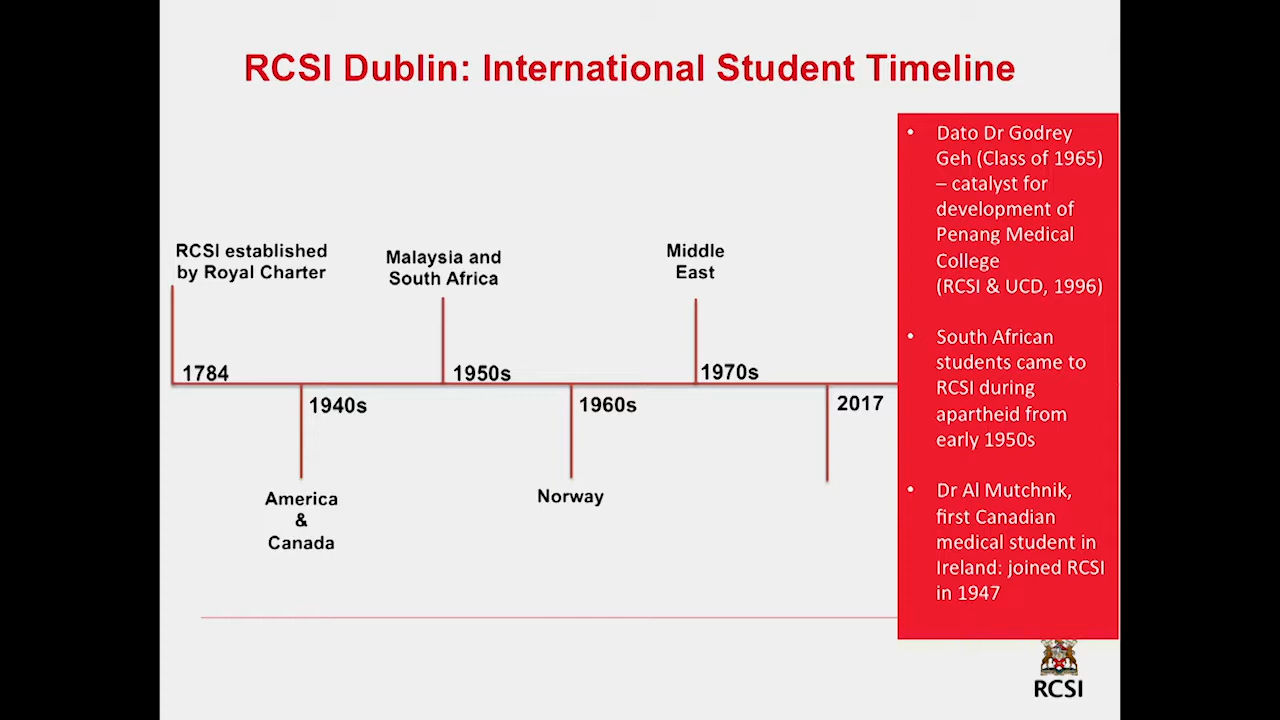 RCSI Dublin: International Student Timeline
RCSI established
by Royal Charter
Malaysia and
South Africa
Middle
East
1784
1950s
1970s
1940s
1960s
2017
America
&
Canada
Norway
• Dato Dr Godrey
Geh (Class of 1965)
– catalyst for
development of
Penang Medical
College
(RCSI & UCD, 1996)
• South African
students came to
RCSI during
apartheid from
early 1950s
• Dr Al Mutchnik,
first Canadian
medical student in
Ireland: joined RCSI
in 1947
RCSI